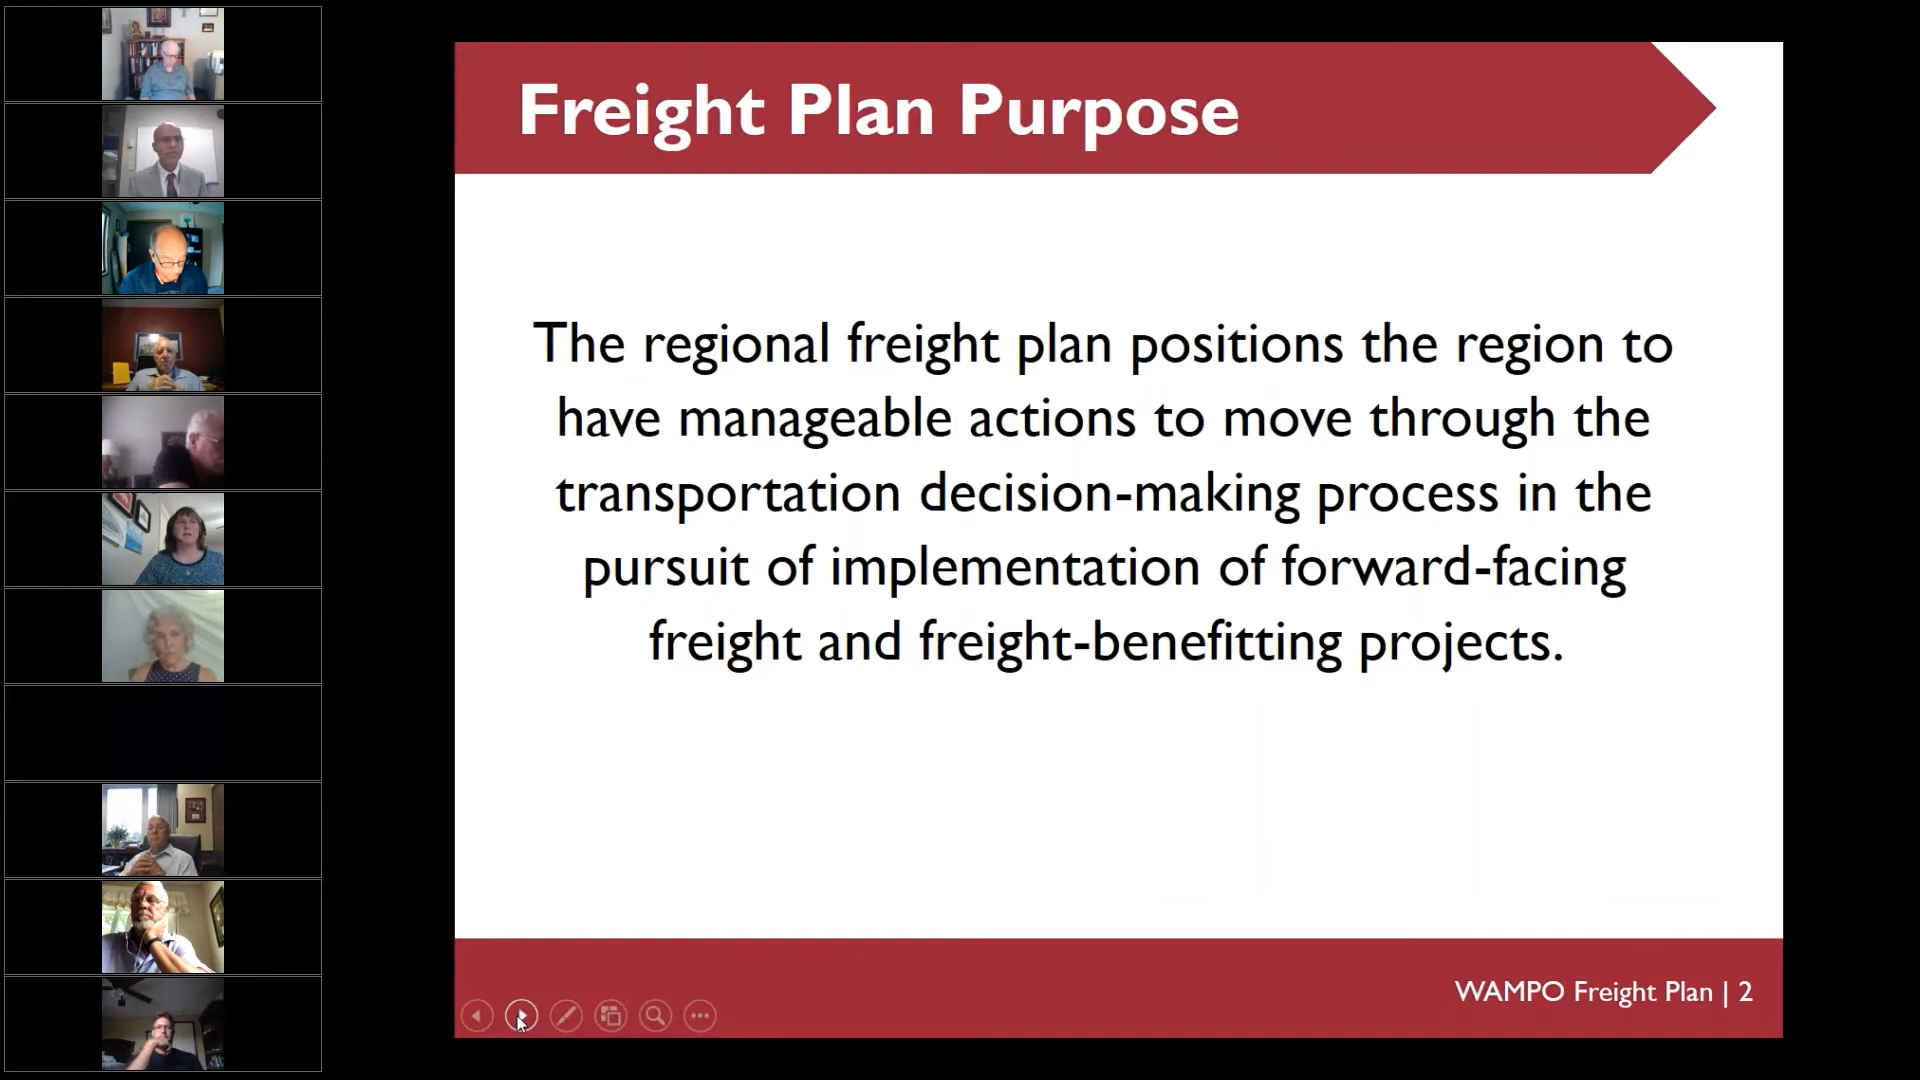 Freight Plan Purpose
The regional freight plan positions the region to
have manageable actions to move through the
transportation decision-making process in the
pursuit of implementation of forward-facing
freight and freight-benefitting projects.
WAMPO Freight Plan | 2